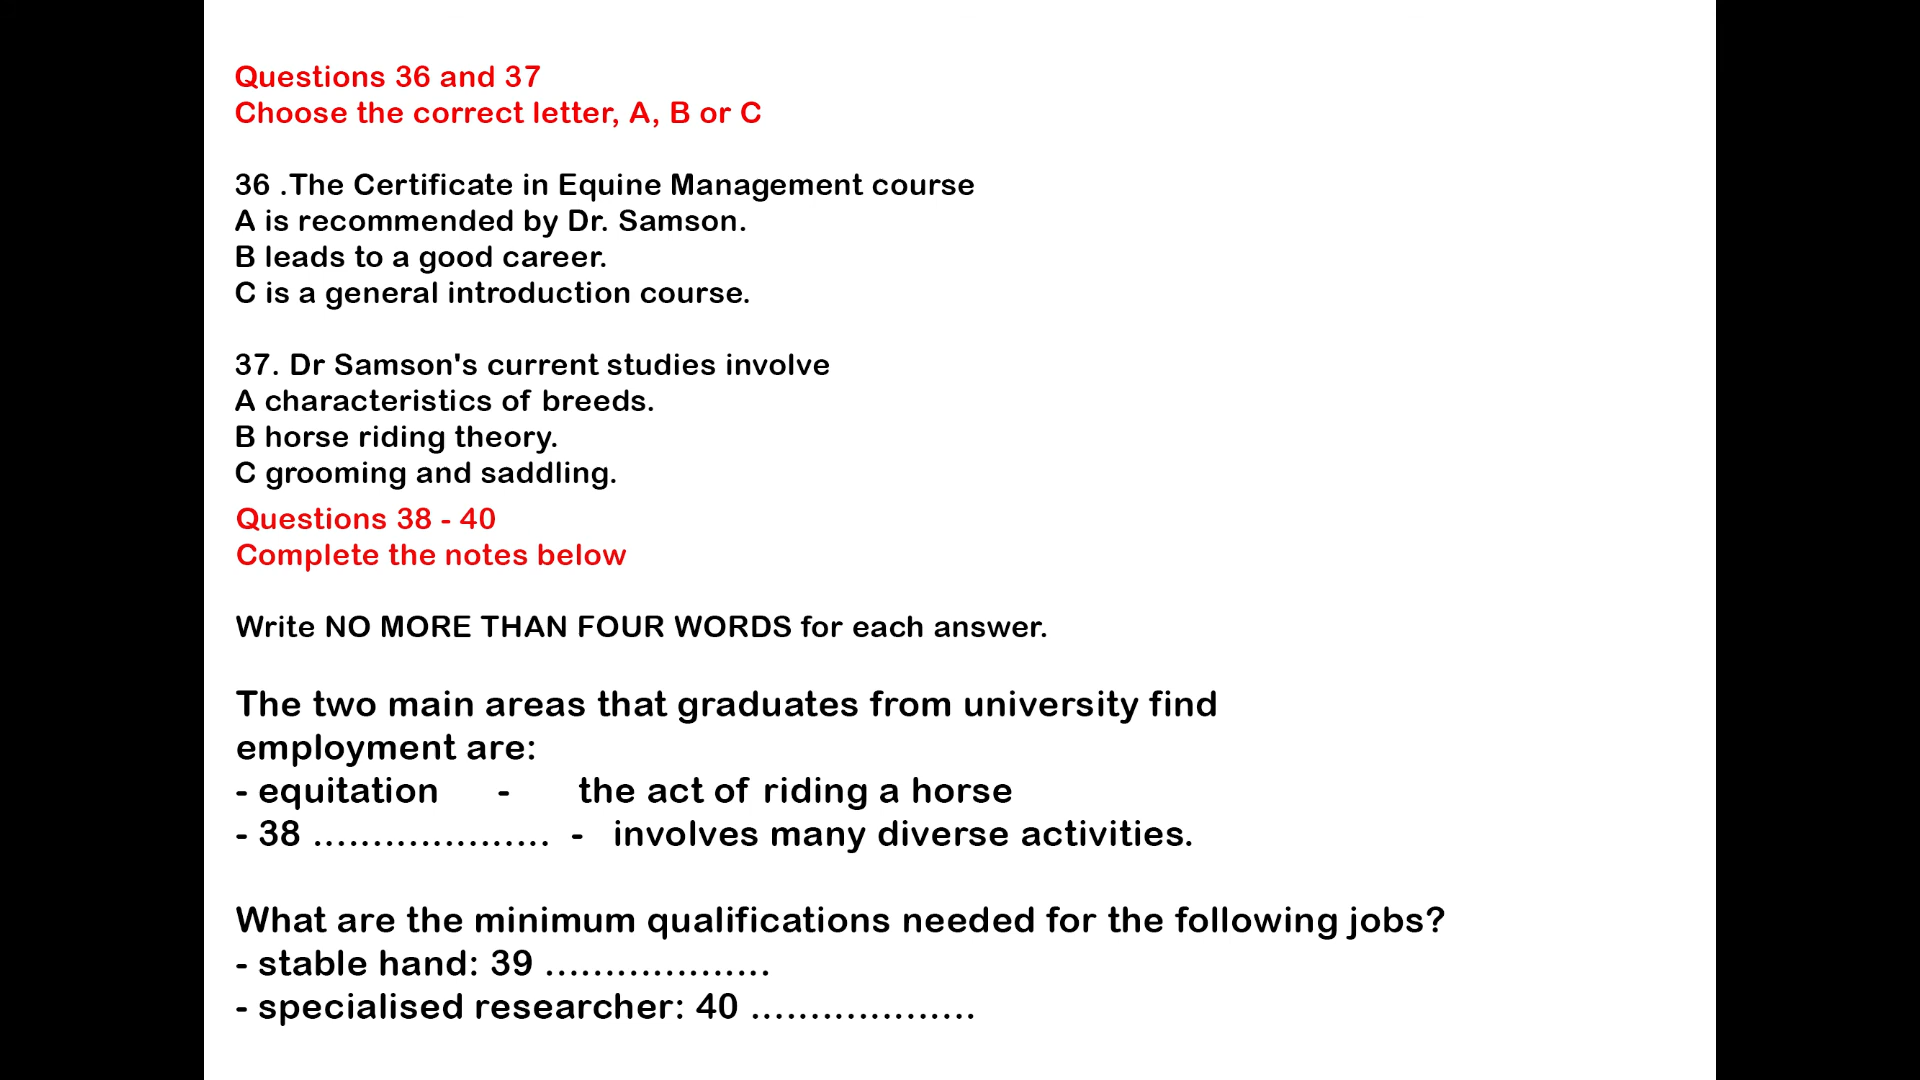 Questions 36 and 37
Choose the correct letter, A, B or C
36 .The Certificate in Equine Management course
A is recommended by Dr. Samson.
B leads to a good career.
C is a general introduction course.
37. Dr Samson's current studies involve
A characteristics of breeds.
B horse riding theory.
C grooming and saddling.
Questions 38 - 40
Complete the notes below
Write NO MORE THAN FOUR WORDS for each answer.
The two main areas that graduates from university find
employment are:
- equitation - the act of riding a horse
- 38 .................... - involves many diverse activities.
What are the minimum qualifications needed for the following jobs?
- stable hand: 39 ...................
- specialised researcher: 40 ...................